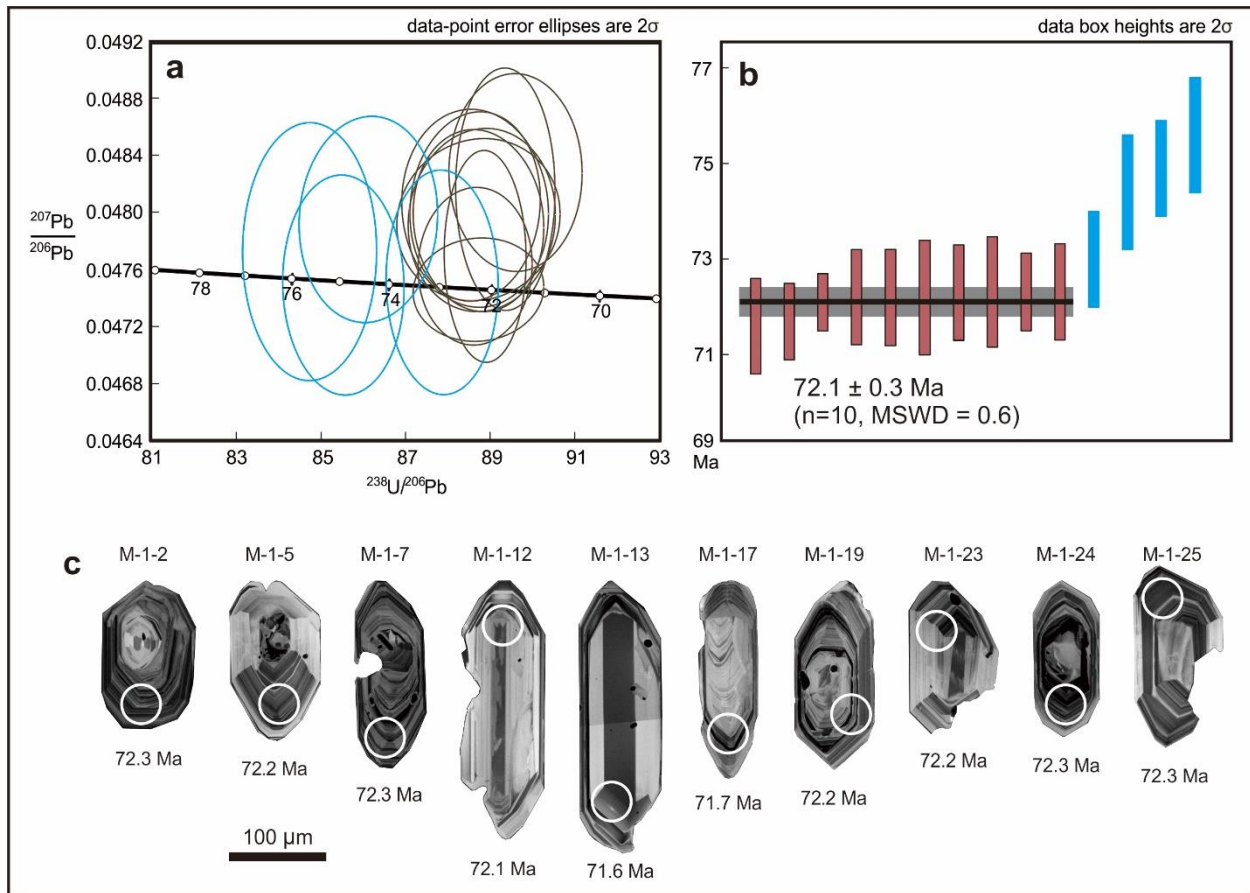 data-point error ellipses are 2σ
data box heights are 2σ
a
0.0492
0.0488
0.0484
0.0480
0.0476
0.0472
0.0468
0.0464
²⁰⁷Pb
²⁰⁶Pb
78
76
74
72
70
81 83 85 87 89 91 93
²³⁸U/²⁰⁶Pb
b
77
75
73
71
69
Ma
72.1 ± 0.3 Ma
(n=10, MSWD = 0.6)
c
M-1-2 M-1-5 M-1-7 M-1-12 M-1-13 M-1-17 M-1-19 M-1-23 M-1-24 M-1-25
72.3 Ma 72.2 Ma 72.3 Ma 72.1 Ma 71.6 Ma 71.7 Ma 72.2 Ma 72.2 Ma 72.3 Ma 72.3 Ma
100 µm